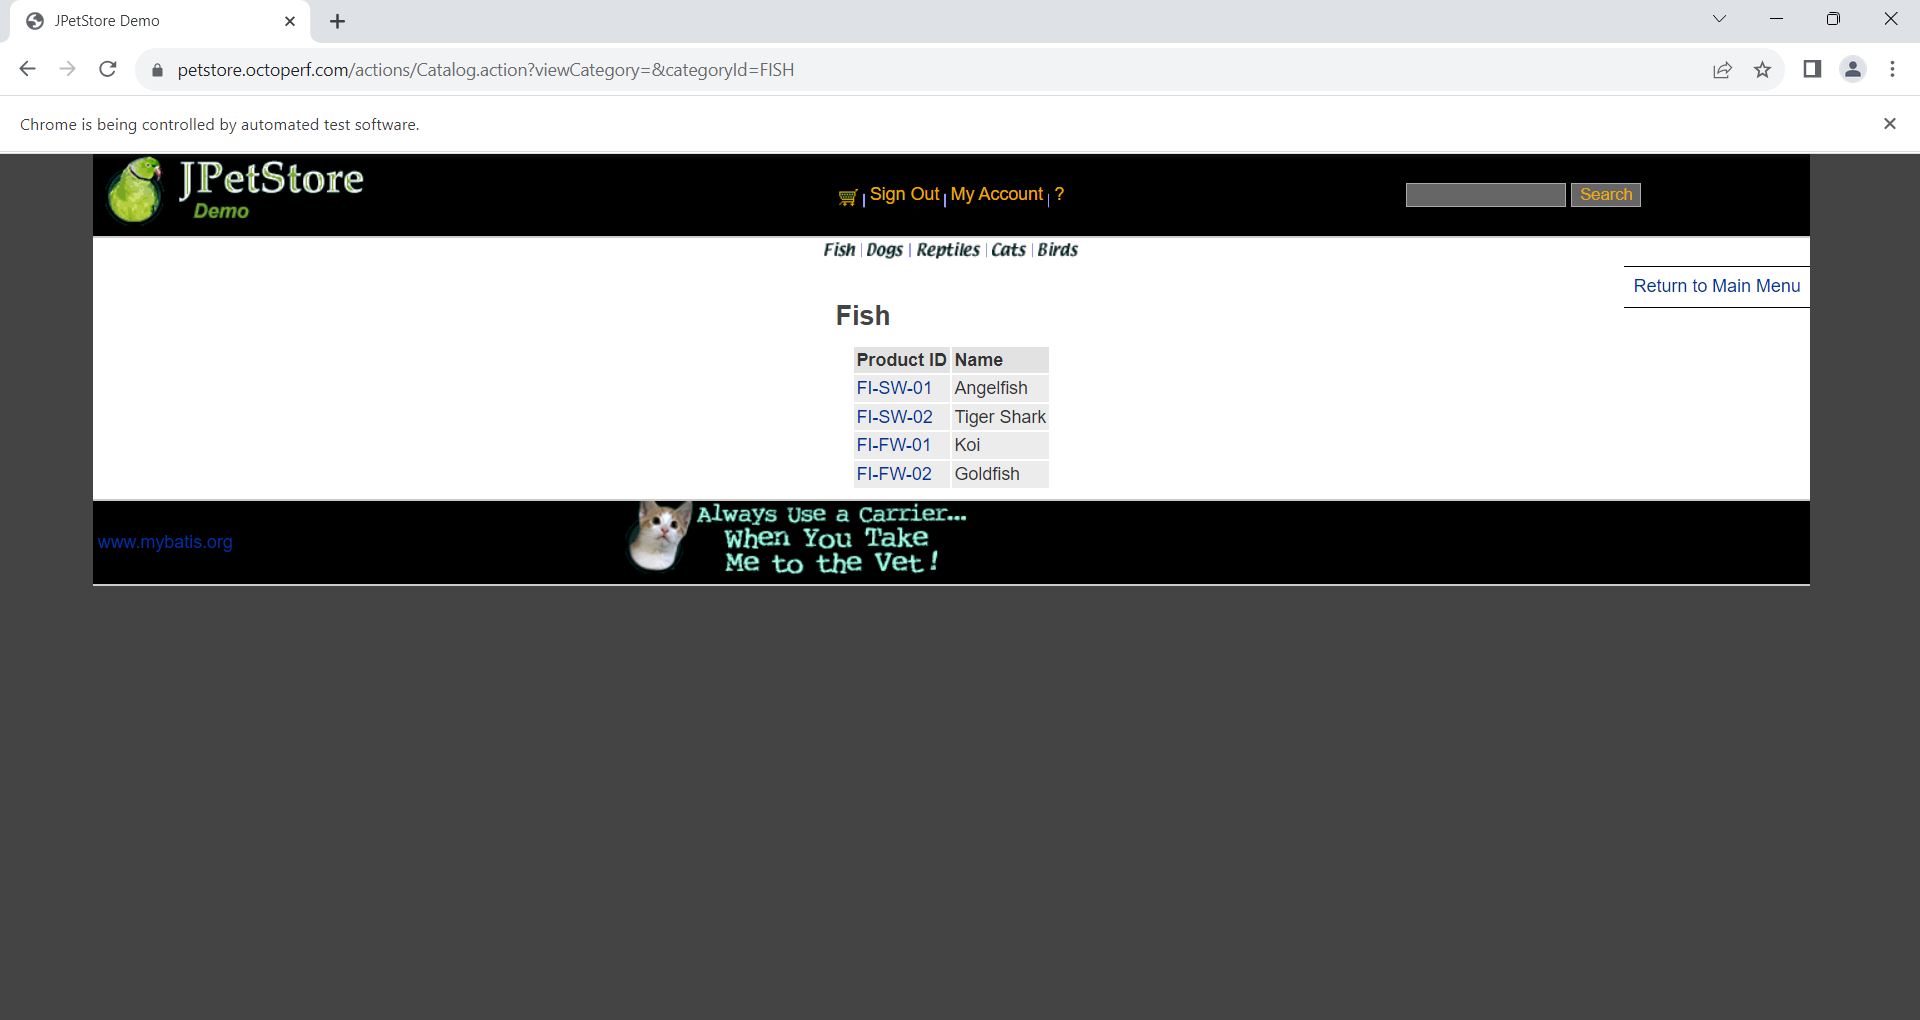 JPetStore Demo
petstore.octoperf.com/actions/Catalog.action?viewCategory=&categoryId=FISH
Chrome is being controlled by automated test software.
JPetStore
Demo
Sign Out | My Account | ?
Search
Fish | Dogs | Reptiles | Cats | Birds
Return to Main Menu
Fish
Product ID Name
FI-SW-01 Angelfish
FI-SW-02 Tiger Shark
FI-FW-01 Koi
FI-FW-02 Goldfish
Always Use a Carrier...
When You Take
Me to the Vet!
www.mybatis.org